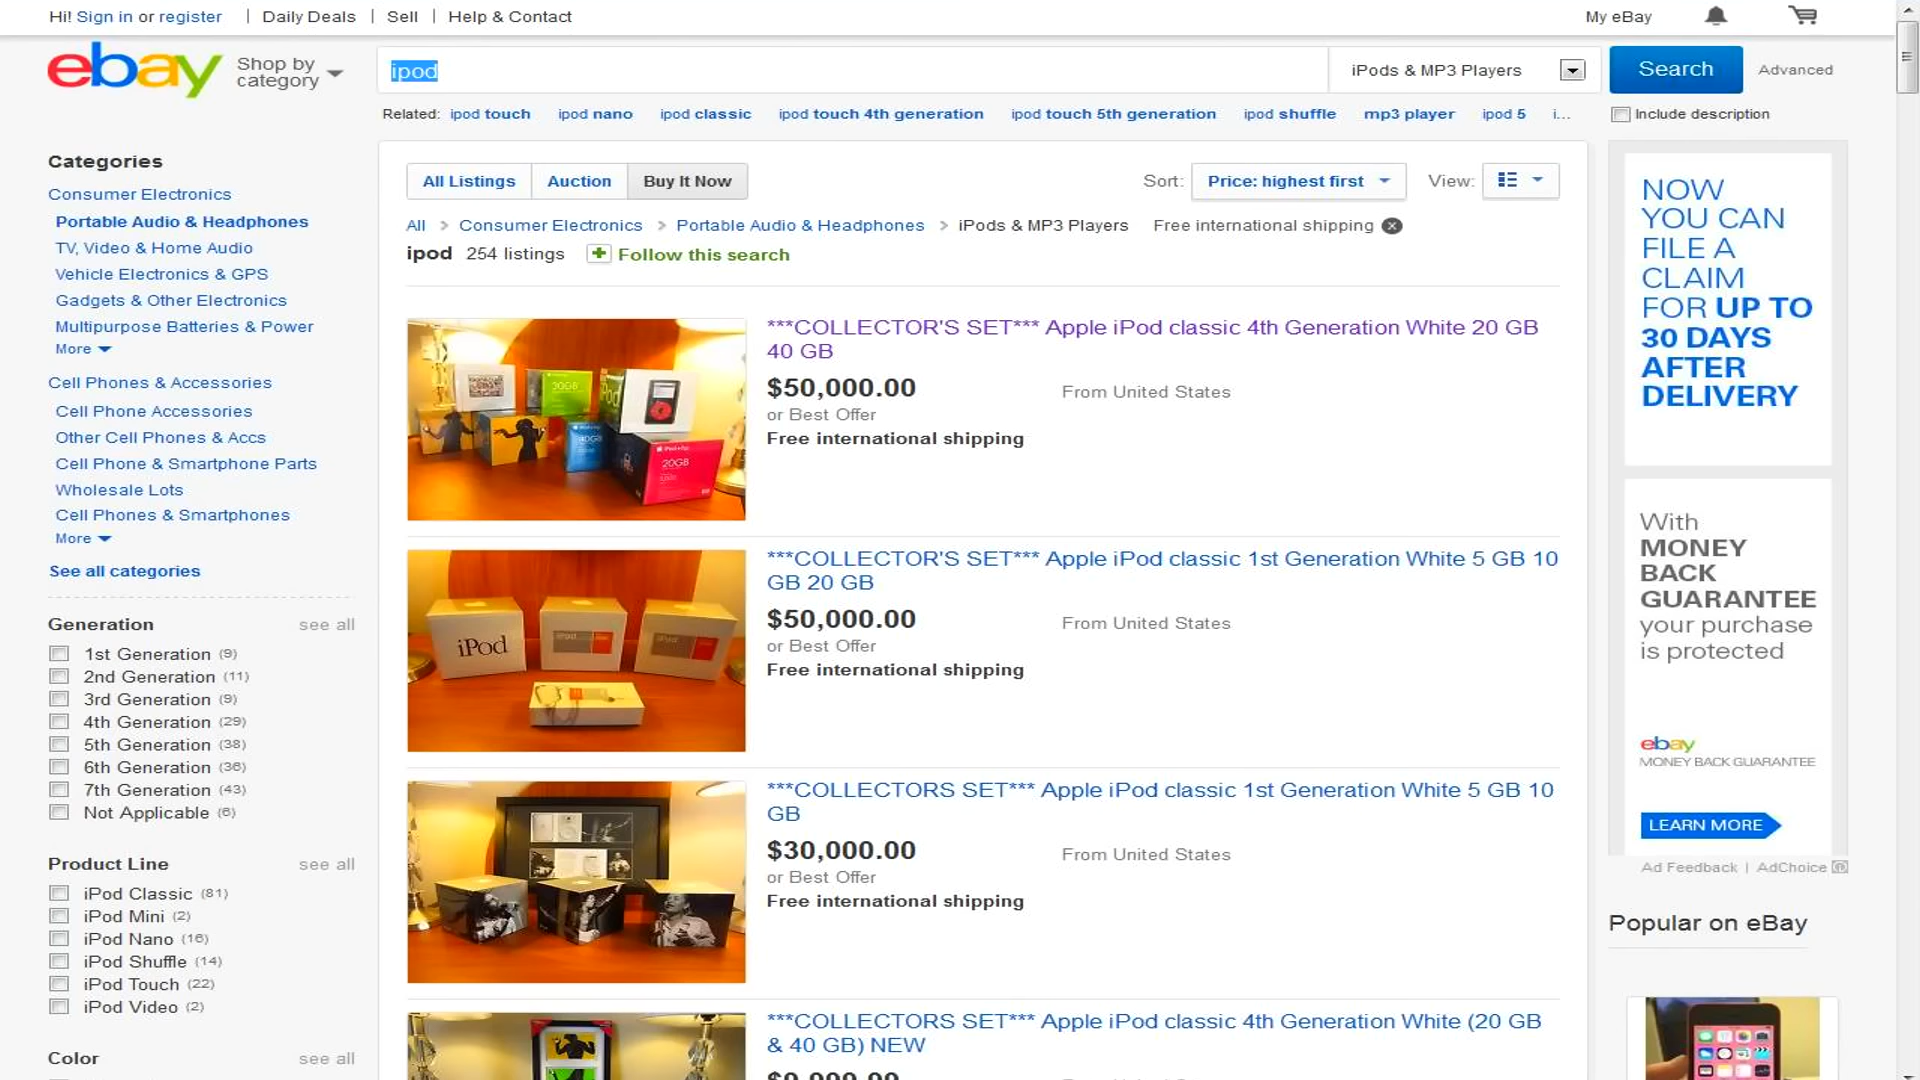 Hi! Sign in or register | Daily Deals | Sell | Help & Contact
My eBay
ebay
Shop by
category
ipod
iPods & MP3 Players
Search
Advanced
Related: ipod touch ipod nano ipod classic ipod touch 4th generation ipod touch 5th generation ipod shuffle mp3 player ipod 5 i...
Include description
Categories
Consumer Electronics
Portable Audio & Headphones
TV, Video & Home Audio
Vehicle Electronics & GPS
Gadgets & Other Electronics
Multipurpose Batteries & Power
More
Cell Phones & Accessories
Cell Phone Accessories
Other Cell Phones & Accs
Cell Phone & Smartphone Parts
Wholesale Lots
Cell Phones & Smartphones
More
See all categories
Generation see all
1st Generation (9)
2nd Generation (11)
3rd Generation (9)
4th Generation (29)
5th Generation (38)
6th Generation (36)
7th Generation (43)
Not Applicable (6)
Product Line see all
iPod Classic (81)
iPod Mini (2)
iPod Nano (16)
iPod Shuffle (14)
iPod Touch (22)
iPod Video (2)
Color see all
All Listings Auction Buy It Now
Sort: Price: highest first View:
All > Consumer Electronics > Portable Audio & Headphones > iPods & MP3 Players Free international shipping
ipod 254 listings + Follow this search
***COLLECTOR'S SET*** Apple iPod classic 4th Generation White 20 GB
40 GB
$50,000.00
From United States
or Best Offer
Free international shipping
30GB
iPod
40GB
20GB
***COLLECTOR'S SET*** Apple iPod classic 1st Generation White 5 GB 10
GB 20 GB
$50,000.00
From United States
or Best Offer
Free international shipping
iPod
***COLLECTORS SET*** Apple iPod classic 1st Generation White 5 GB 10
GB
$30,000.00
From United States
or Best Offer
Free international shipping
***COLLECTORS SET*** Apple iPod classic 4th Generation White (20 GB
& 40 GB) NEW
$9,999.99
NOW
YOU CAN
FILE A
CLAIM
FOR UP TO
30 DAYS
AFTER
DELIVERY
With
MONEY
BACK
GUARANTEE
your purchase
is protected
ebay
MONEY BACK GUARANTEE
LEARN MORE
Ad Feedback | AdChoice
Popular on eBay